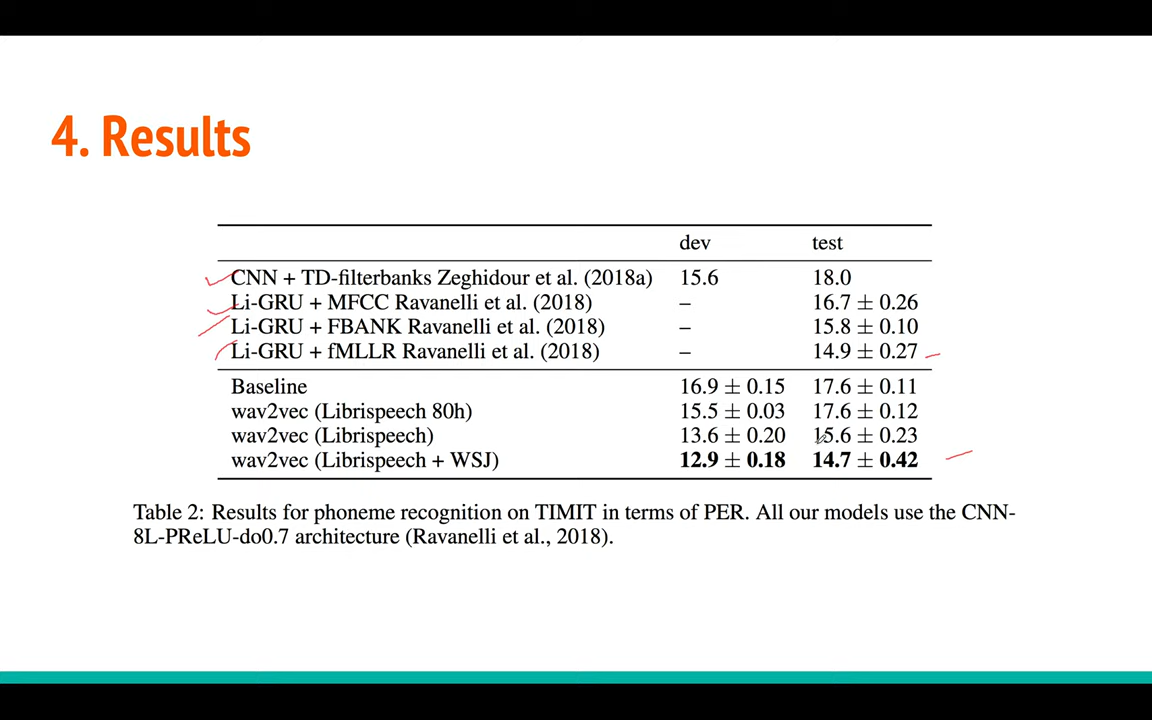 4. Results
dev test
CNN + TD-filterbanks Zeghidour et al. (2018a) 15.6 18.0
Li-GRU + MFCC Ravanelli et al. (2018) – 16.7 ± 0.26
Li-GRU + FBANK Ravanelli et al. (2018) – 15.8 ± 0.10
Li-GRU + fMLLR Ravanelli et al. (2018) – 14.9 ± 0.27
Baseline 16.9 ± 0.15 17.6 ± 0.11
wav2vec (Librispeech 80h) 15.5 ± 0.03 17.6 ± 0.12
wav2vec (Librispeech) 13.6 ± 0.20 15.6 ± 0.23
wav2vec (Librispeech + WSJ) 12.9 ± 0.18 14.7 ± 0.42
Table 2: Results for phoneme recognition on TIMIT in terms of PER. All our models use the CNN-
8L-PReLU-do0.7 architecture (Ravanelli et al., 2018).